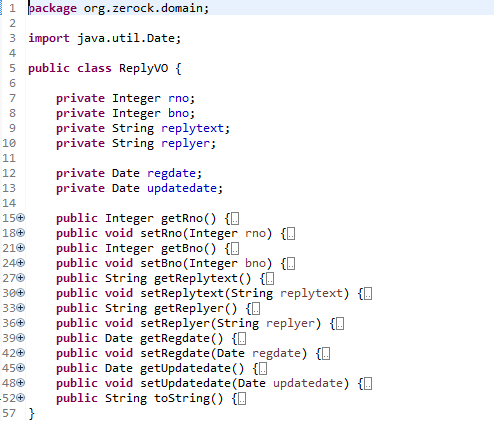 1 package org.zerock.domain;
2
3 import java.util.Date;
4
5 public class ReplyVO {
6
7 private Integer rno;
8 private Integer bno;
9 private String replytext;
10 private String replyer;
11
12 private Date regdate;
13 private Date updatedate;
14
15 public Integer getRno() {
18 public void setRno(Integer rno) {
21 public Integer getBno() {
24 public void setBno(Integer bno) {
27 public String getReplytext() {
30 public void setReplytext(String replytext) {
33 public String getReplyer() {
36 public void setReplyer(String replyer) {
39 public Date getRegdate() {
42 public void setRegdate(Date regdate) {
45 public Date getUpdatedate() {
48 public void setUpdatedate(Date updatedate) {
52 public String toString() {
57 }